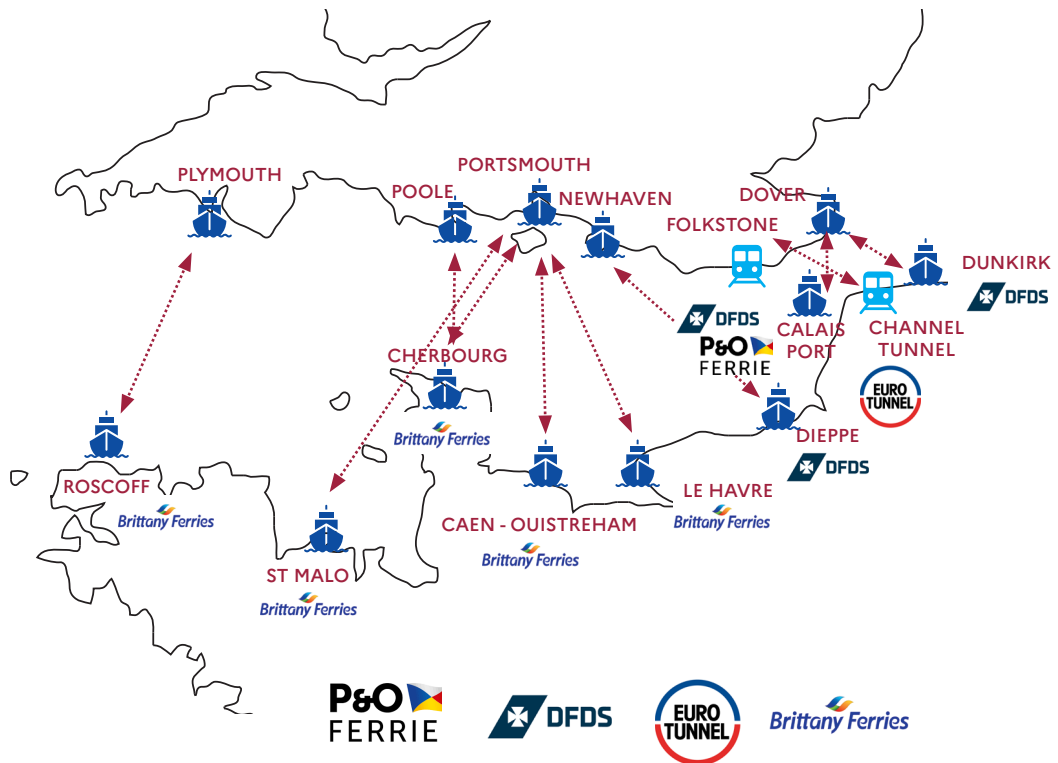 PORTSMOUTH
PLYMOUTH
POOLE
NEWHAVEN
DOVER
FOLKSTONE
DUNKIRK
DFDS
DFDS
CALAIS
PORT
CHANNEL
TUNNEL
P&O
FERRIE
CHERBOURG
EURO
TUNNEL
Brittany Ferries
DIEPPE
DFDS
ROSCOFF
Brittany Ferries
LE HAVRE
Brittany Ferries
CAEN - OUISTREHAM
Brittany Ferries
ST MALO
Brittany Ferries
P&O
FERRIE
DFDS
EURO
TUNNEL
Brittany Ferries